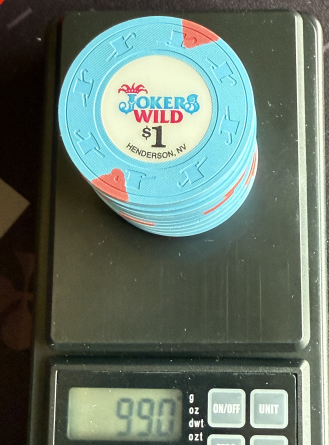 JOKERS
WILD
$1
HENDERSON, NV
99.0
g
oz
dwt
ozt
ON/OFF
UNIT